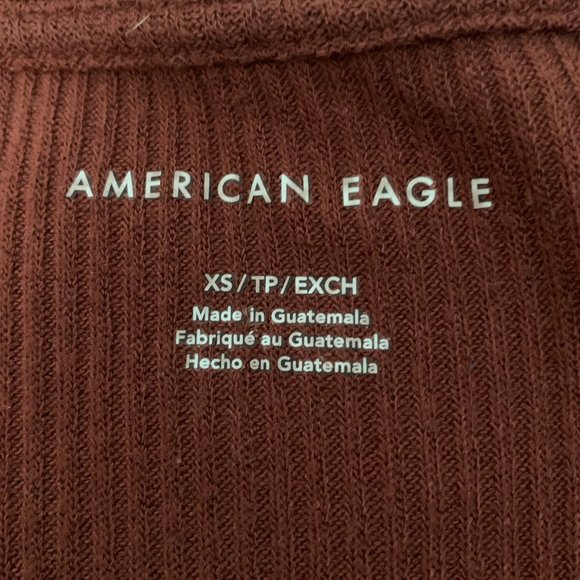 AMERICAN EAGLE
XS/TP/EXCH
Made in Guatemala
Fabriqué au Guatemala
Hecho en Guatemala